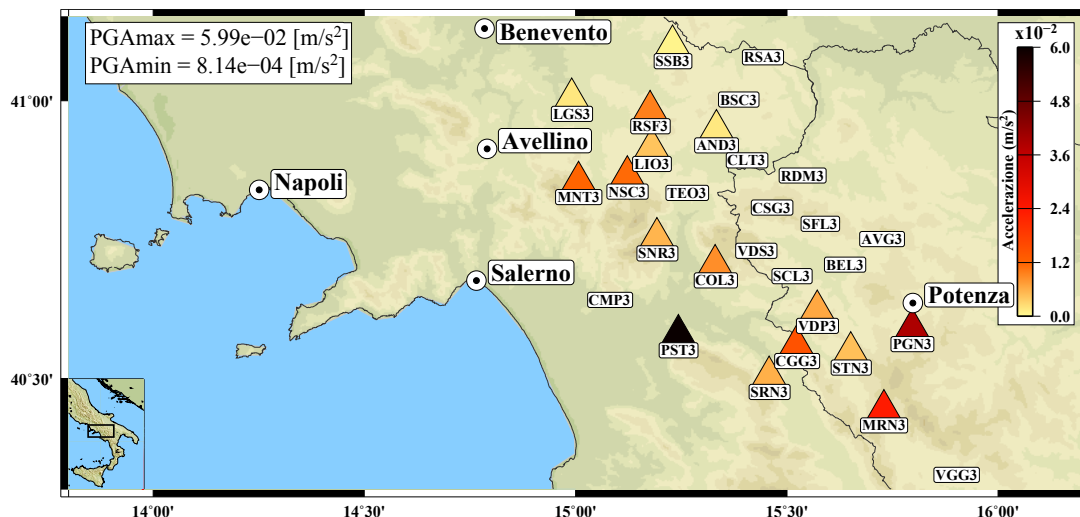 PGAmax = 5.99e−02 [m/s²]
PGAmin = 8.14e−04 [m/s²]
Benevento
SSB3
RSA3
x10⁻²
6.0
4.8
3.6
2.4
1.2
0.0
Accelerazione (m/s²)
41˚00'
LGS3
RSF3
BSC3
AND3
Avellino
LIO3
CLT3
RDM3
Napoli
MNT3
NSC3
TEO3
CSG3
SFL3
AVG3
SNR3
VDS3
BEL3
Salerno
COL3
SCL3
CMP3
Potenza
VDP3
PST3
CGG3
STN3
PGN3
40˚30'
SRN3
MRN3
VGG3
14˚00'
14˚30'
15˚00'
15˚30'
16˚00'